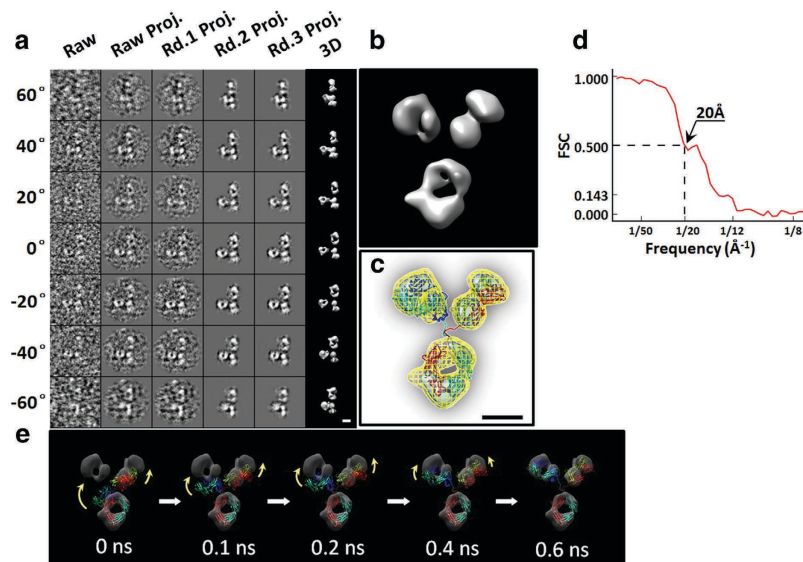 a
Raw
Raw Proj.
Rd.1 Proj.
Rd.2 Proj.
Rd.3 Proj.
3D
60°
40°
20°
0°
-20°
-40°
-60°
b
c
d
1.000
0.500
0.143
0.000
FSC
20Å
1/50
1/20
1/12
1/8
Frequency (Å⁻¹)
e
0 ns
0.1 ns
0.2 ns
0.4 ns
0.6 ns